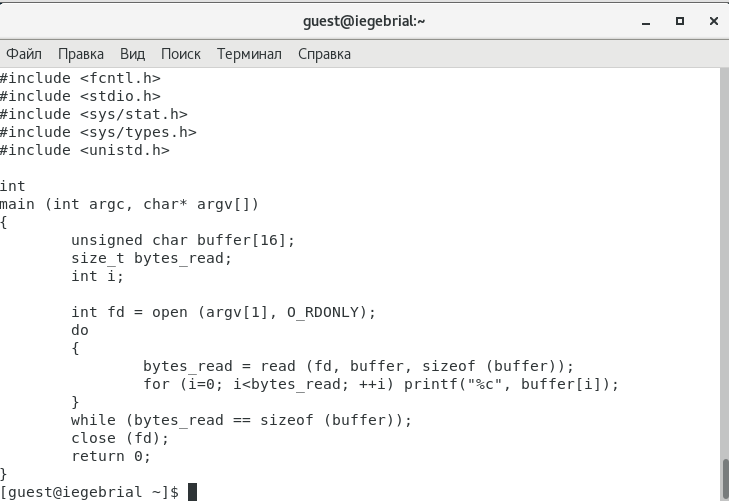 guest@iegebrial:~
Файл Правка Вид Поиск Терминал Справка
#include <fcntl.h>
#include <stdio.h>
#include <sys/stat.h>
#include <sys/types.h>
#include <unistd.h>

int
main (int argc, char* argv[])
{
        unsigned char buffer[16];
        size_t bytes_read;
        int i;

        int fd = open (argv[1], O_RDONLY);
        do
        {
                bytes_read = read (fd, buffer, sizeof (buffer));
                for (i=0; i<bytes_read; ++i) printf("%c", buffer[i]);
        }
        while (bytes_read == sizeof (buffer));
        close (fd);
        return 0;
}
[guest@iegebrial ~]$